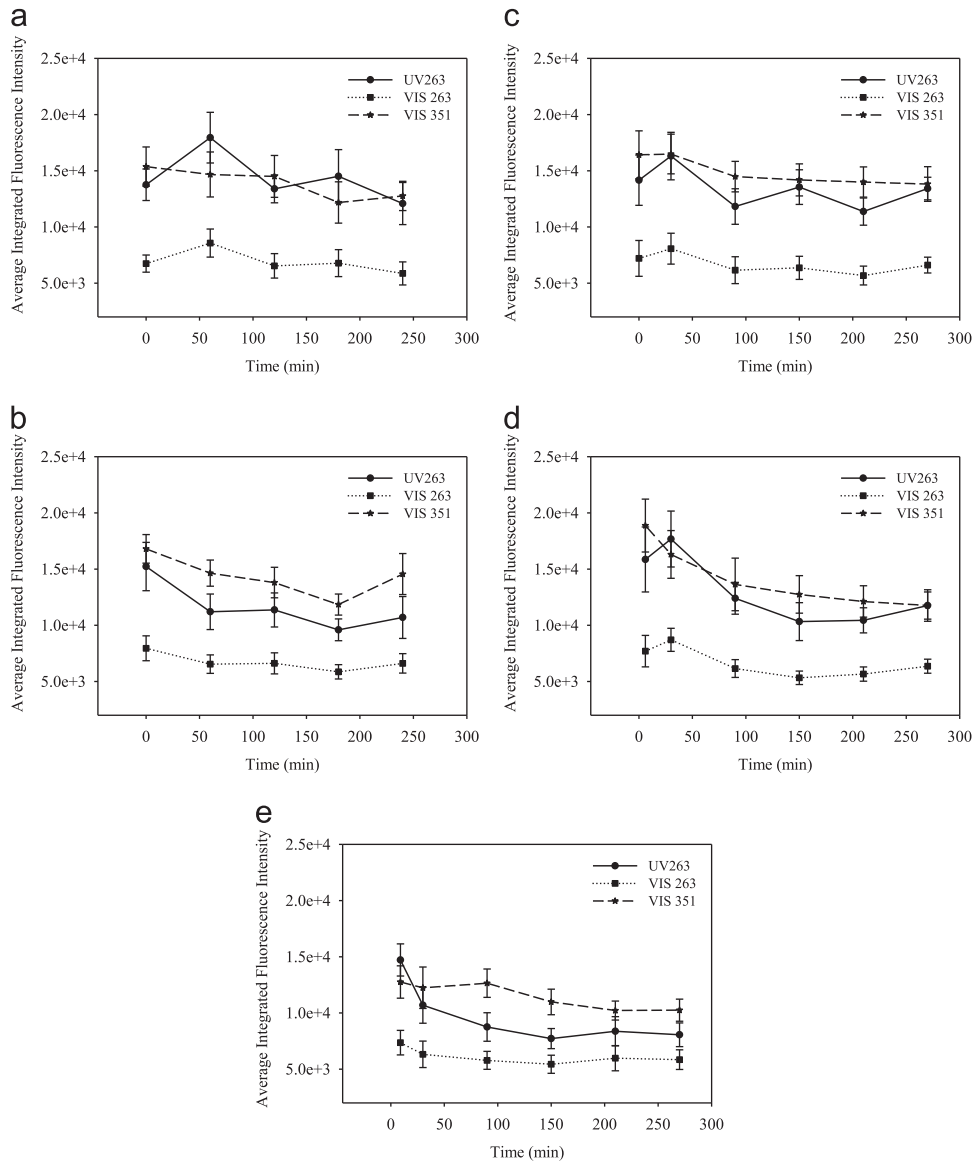 a
Average Integrated Fluorescence Intensity
2.5e+4
2.0e+4
1.5e+4
1.0e+4
5.0e+3
UV263
VIS 263
VIS 351
0 50 100 150 200 250 300
Time (min)
c
Average Integrated Fluorescence Intensity
2.5e+4
2.0e+4
1.5e+4
1.0e+4
5.0e+3
UV263
VIS 263
VIS 351
0 50 100 150 200 250 300
Time (min)
b
Average Integrated Fluorescence Intensity
2.5e+4
2.0e+4
1.5e+4
1.0e+4
5.0e+3
UV263
VIS 263
VIS 351
0 50 100 150 200 250 300
Time (min)
d
Average Integrated Fluorescence Intensity
2.5e+4
2.0e+4
1.5e+4
1.0e+4
5.0e+3
UV263
VIS 263
VIS 351
0 50 100 150 200 250 300
Time (min)
e
Average Integrated Fluorescence Intensity
2.5e+4
2.0e+4
1.5e+4
1.0e+4
5.0e+3
UV263
VIS 263
VIS 351
0 50 100 150 200 250 300
Time (min)